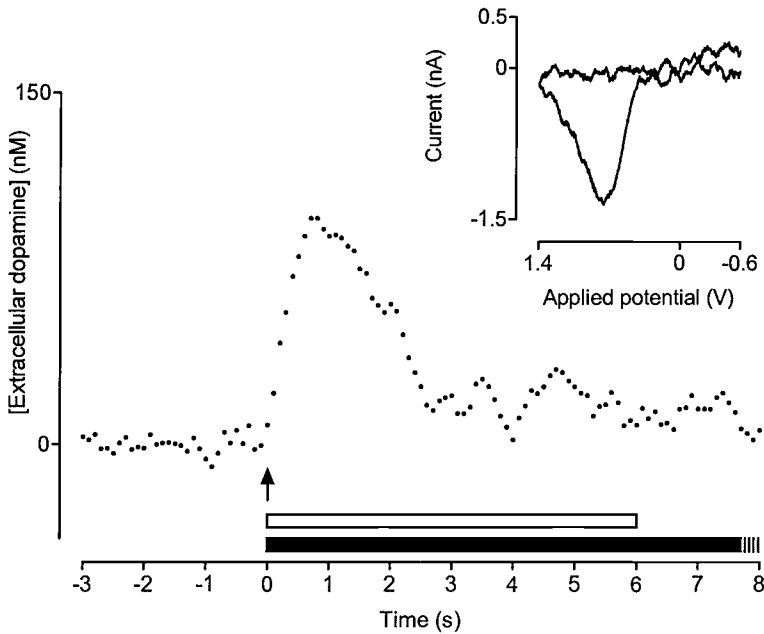 0.5
0
-1.5
Current (nA)
1.4 0 -0.6
Applied potential (V)
150
0
[Extracellular dopamine] (nM)
-3 -2 -1 0 1 2 3 4 5 6 7 8
Time (s)